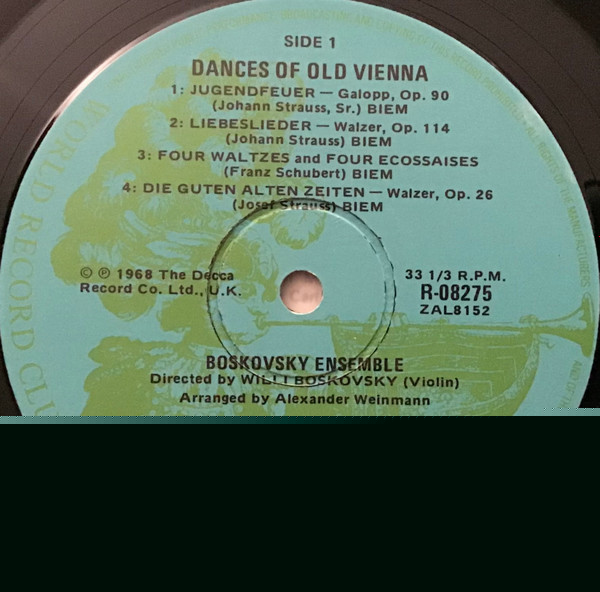 SIDE 1
DANCES OF OLD VIENNA
1: JUGENDFEUER — Galopp, Op. 90
(Johann Strauss, Sr.) BIEM
2: LIEBESLIEDER — Walzer, Op. 114
(Johann Strauss) BIEM
3: FOUR WALTZES and FOUR ECOSSAISES
(Franz Schubert) BIEM
4: DIE GUTEN ALTEN ZEITEN — Walzer, Op. 26
(Josef Strauss) BIEM
© ℗ 1968 The Decca
Record Co. Ltd., U.K.
33 1/3 R.P.M.
R-08275
ZAL8152
BOSKOVSKY ENSEMBLE
Directed by WILLI BOSKOVSKY (Violin)
Arranged by Alexander Weinmann
WORLD RECORD